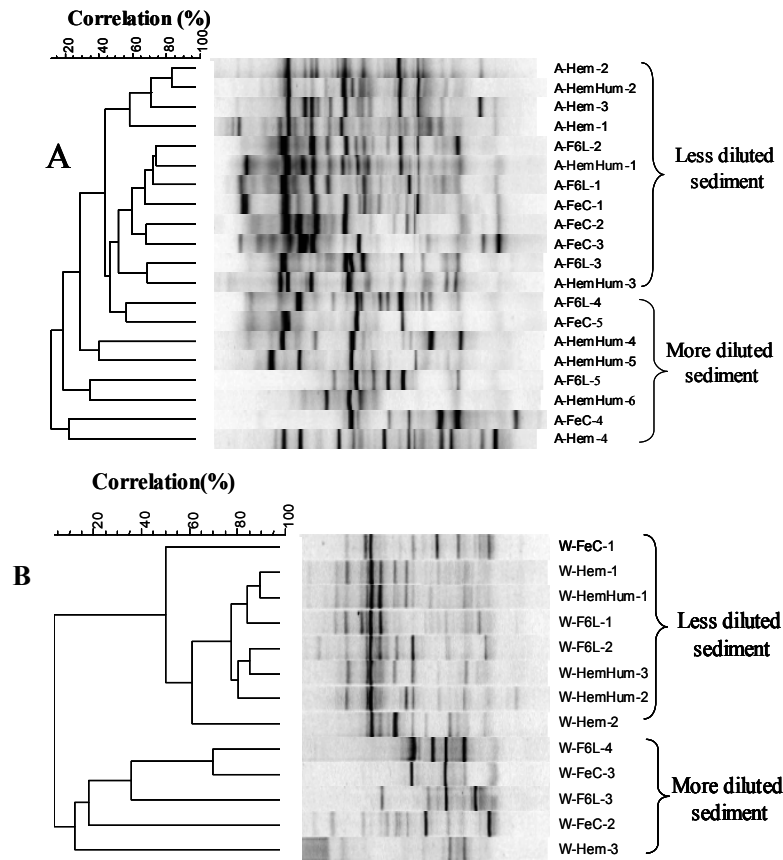 Correlation (%)
20
40
60
80
100
A
A-Hem-2
A-HemHum-2
A-Hem-3
A-Hem-1
A-F6L-2
A-HemHum-1
A-F6L-1
A-FeC-1
A-FeC-2
A-FeC-3
A-F6L-3
A-HemHum-3
Less diluted
sediment
A-F6L-4
A-FeC-5
A-HemHum-4
A-HemHum-5
A-F6L-5
A-HemHum-6
A-FeC-4
A-Hem-4
More diluted
sediment
Correlation(%)
20
40
60
80
100
B
W-FeC-1
W-Hem-1
W-HemHum-1
W-F6L-1
W-F6L-2
W-HemHum-3
W-HemHum-2
W-Hem-2
Less diluted
sediment
W-F6L-4
W-FeC-3
W-F6L-3
W-FeC-2
W-Hem-3
More diluted
sediment